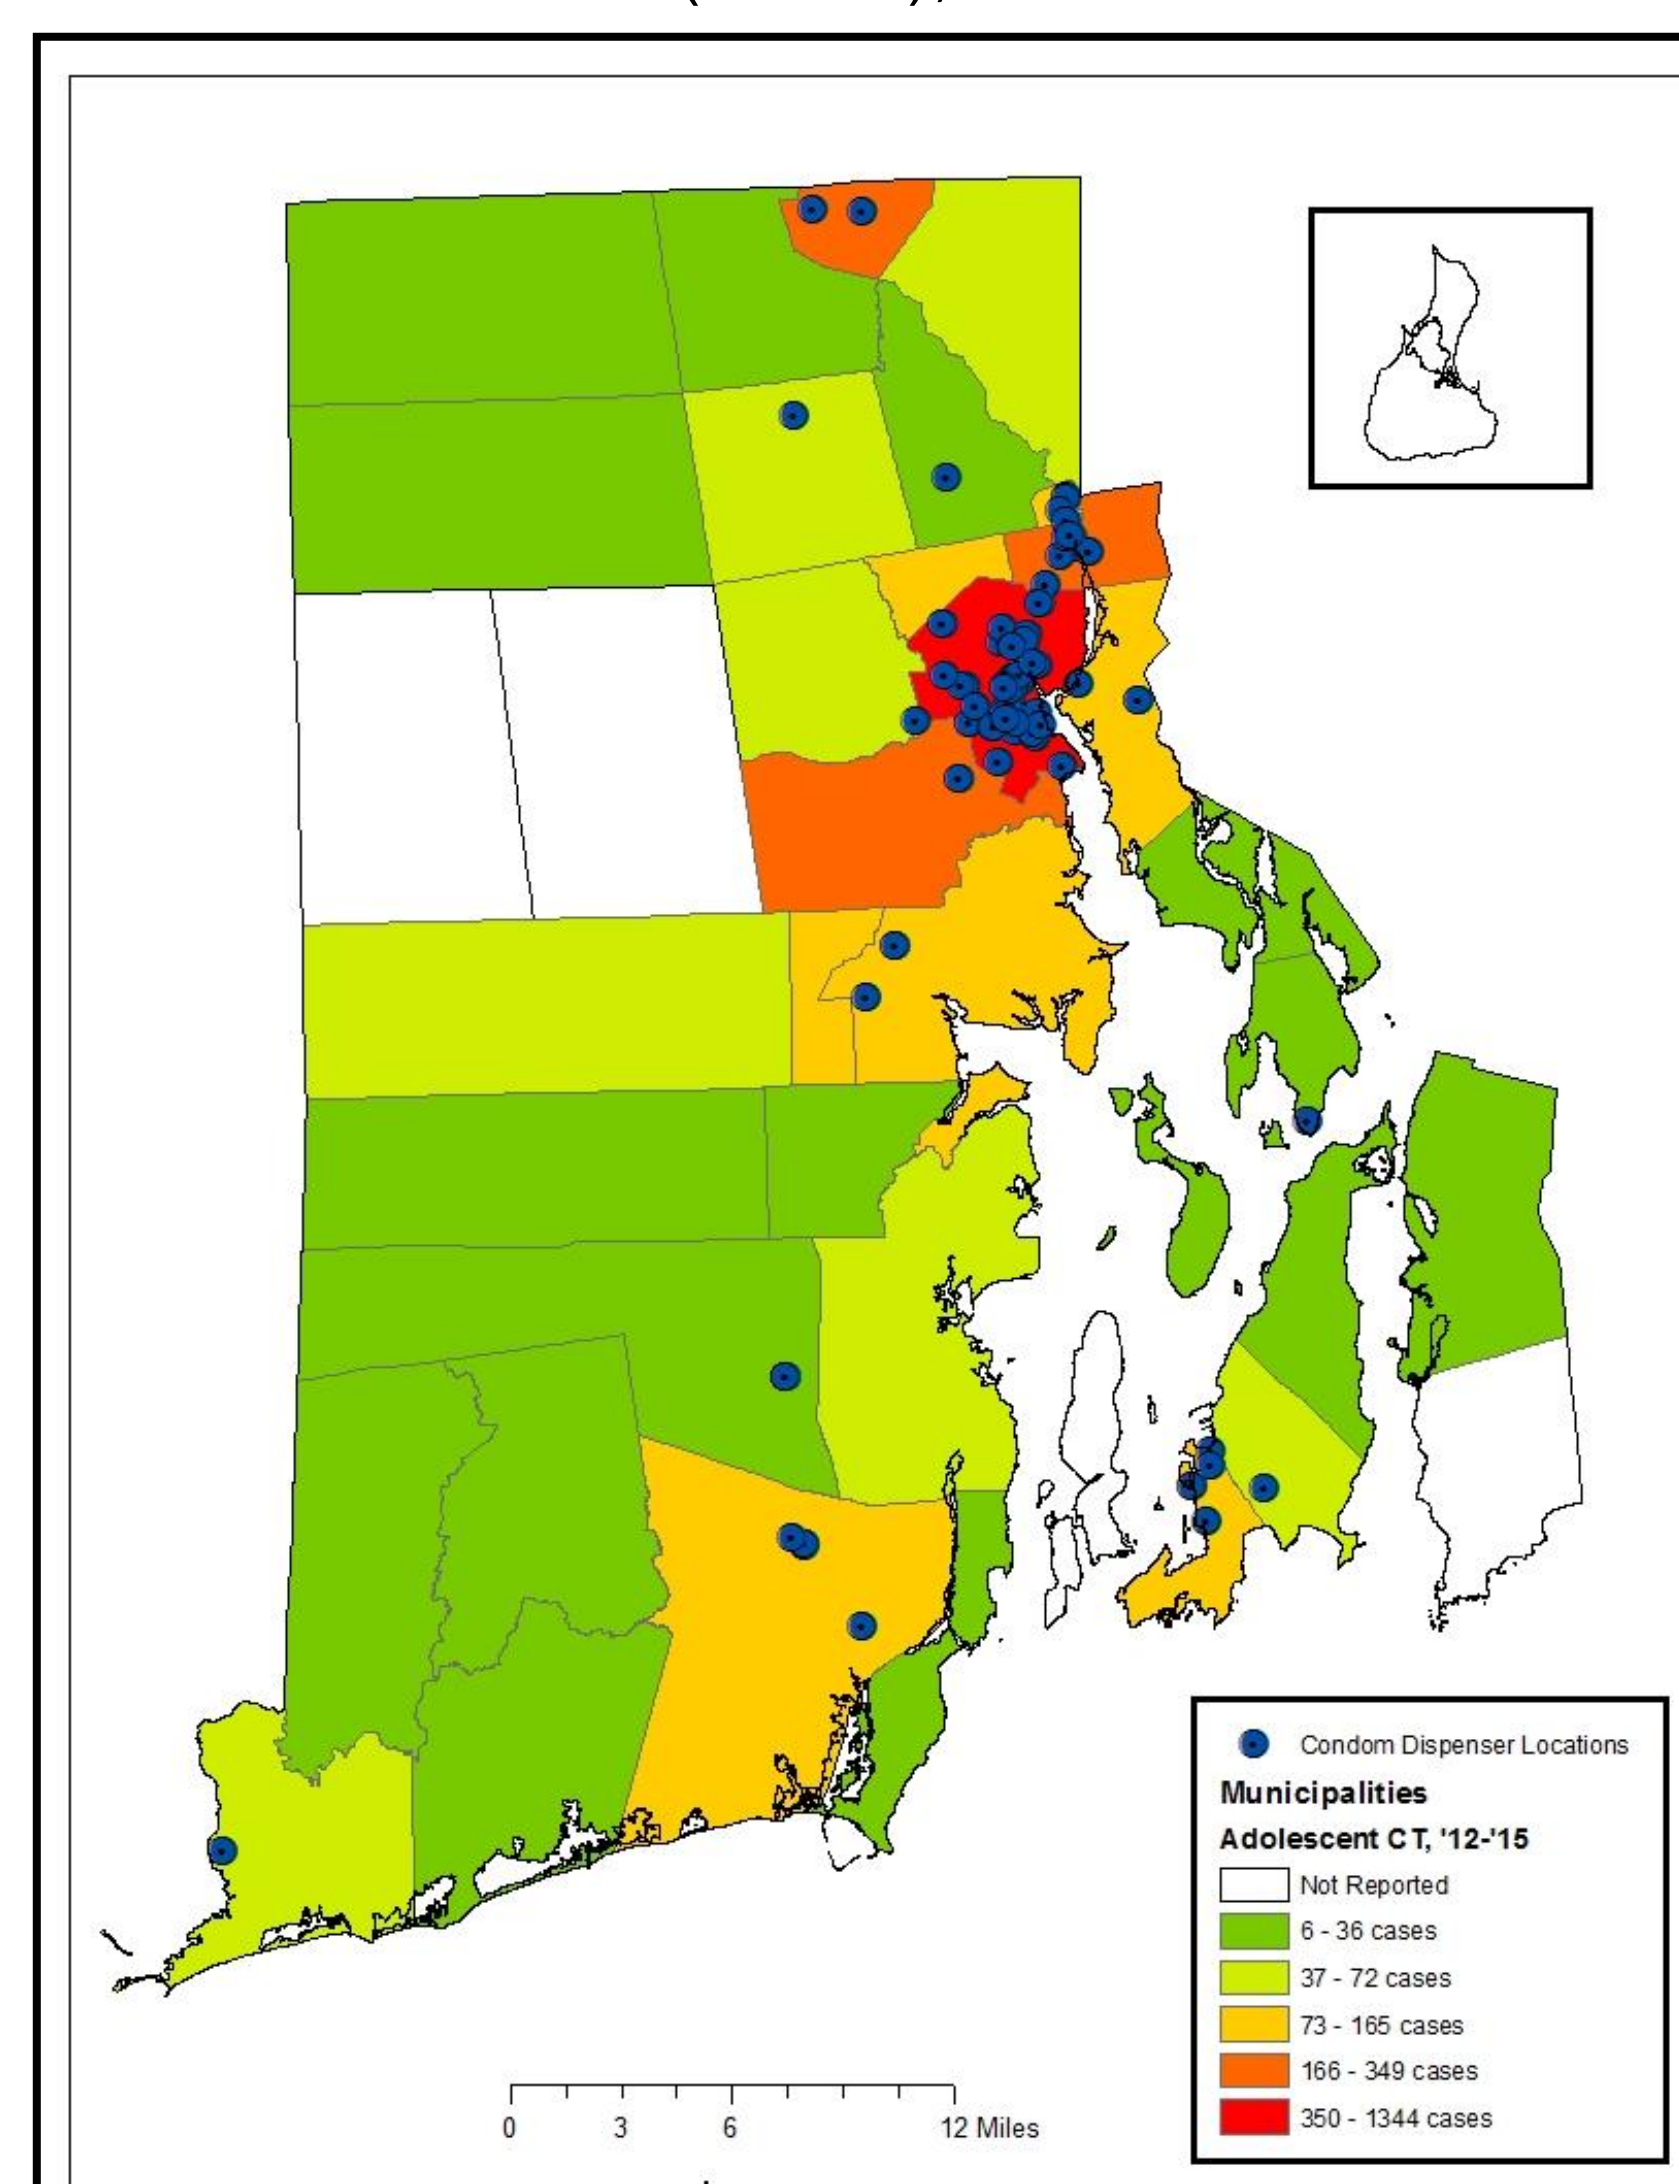 Condom Dispenser Locations
Municipalities
Adolescent CT, '12-'15
Not Reported
6 - 36 cases
37 - 72 cases
73 - 165 cases
166 - 349 cases
350 - 1344 cases
0 3 6 12 Miles